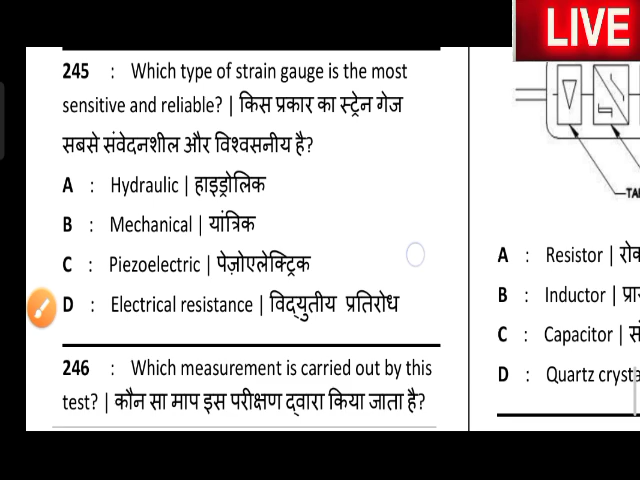 LIVE
245 : Which type of strain gauge is the most
sensitive and reliable? | किस प्रकार का स्ट्रेन गेज
सबसे संवेदनशील और विश्वसनीय है?
A : Hydraulic | हाइड्रोलिक
B : Mechanical | यांत्रिक
C : Piezoelectric | पेज़ोएलेक्ट्रिक
D : Electrical resistance | विद्युतीय प्रतिरोध
246 : Which measurement is carried out by this
test? | कौन सा माप इस परीक्षण द्वारा किया जाता है?
A : Resistor |
B : Inductor |
C : Capacitor |
D : Quartz